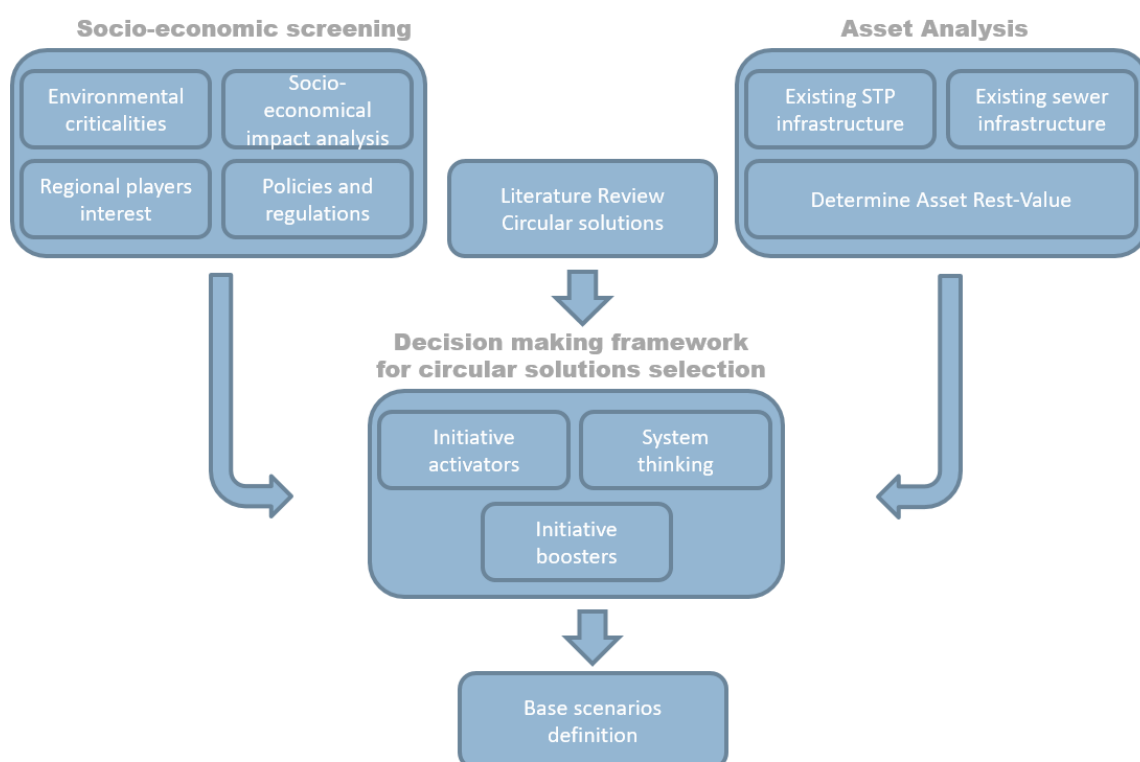 Socio-economic screening
Environmental
criticalities
Socio-
economical
impact analysis
Regional players
interest
Policies and
regulations
Literature Review
Circular solutions
Asset Analysis
Existing STP
infrastructure
Existing sewer
infrastructure
Determine Asset Rest-Value
Decision making framework
for circular solutions selection
Initiative
activators
System
thinking
Initiative
boosters
Base scenarios
definition